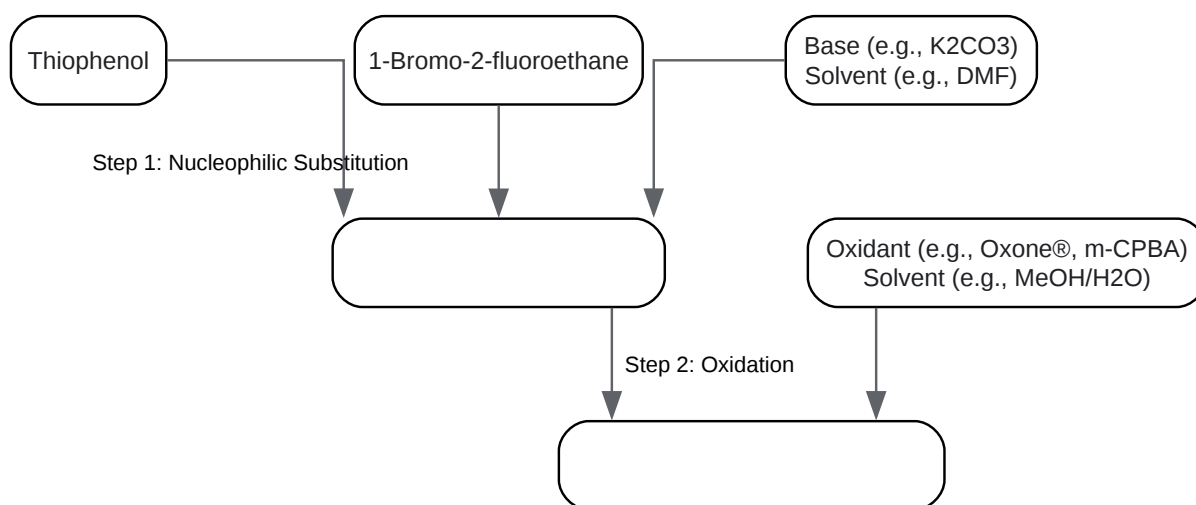 Thiophenol
1-Bromo-2-fluoroethane
Base (e.g., K2CO3)
Solvent (e.g., DMF)
Step 1: Nucleophilic Substitution
Oxidant (e.g., Oxone®, m-CPBA)
Solvent (e.g., MeOH/H2O)
Step 2: Oxidation